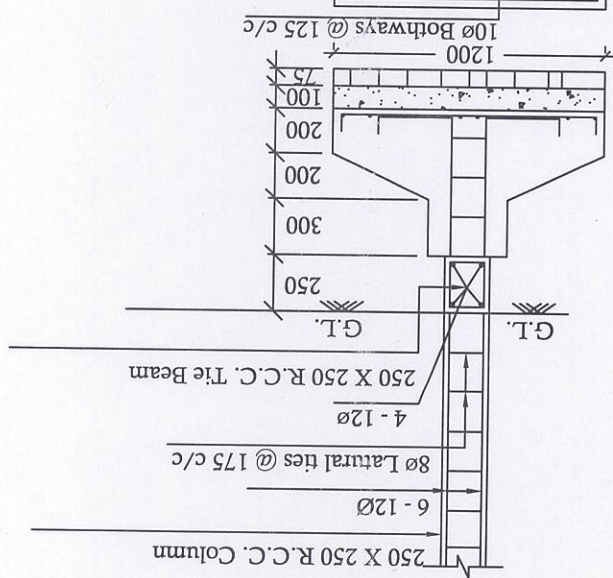 250 X 250 R.C.C. Column
6 - 12Ø
8ø Latural ties @ 175 c/c
4 - 12ø
250 X 250 R.C.C. Tie Beam
G.L.
G.L.
250
300
200
200
100
75
1200
10ø Bothways @ 125 c/c